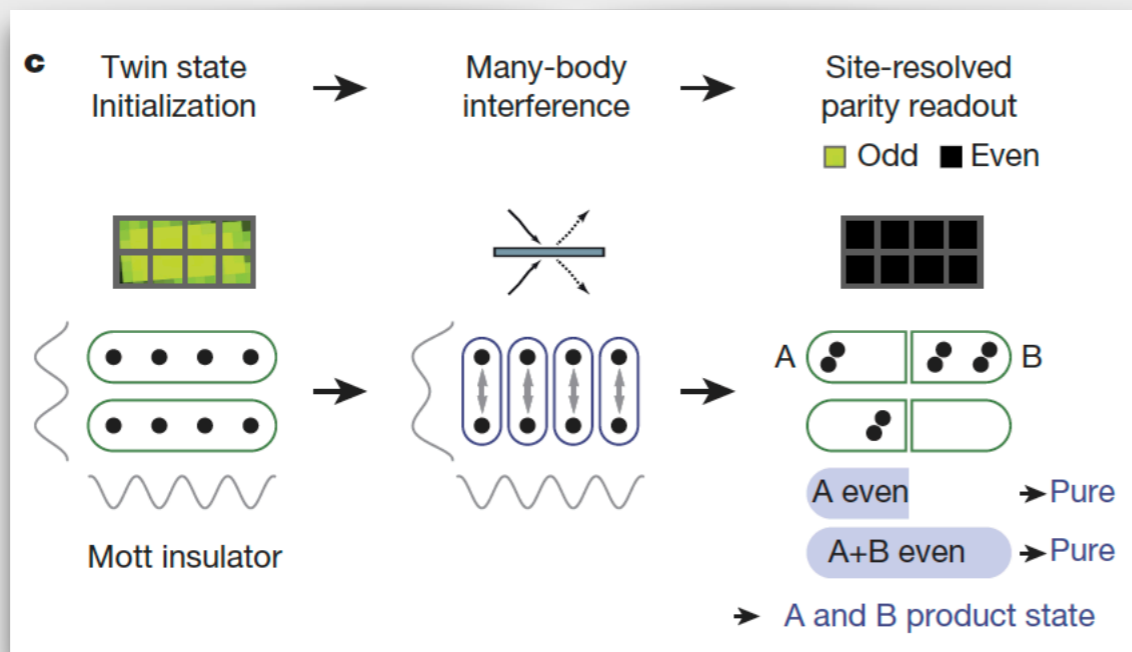 c
Twin state
Initialization
Many-body
interference
Site-resolved
parity readout
Odd Even
A B
Mott insulator
A even Pure
A+B even Pure
A and B product state